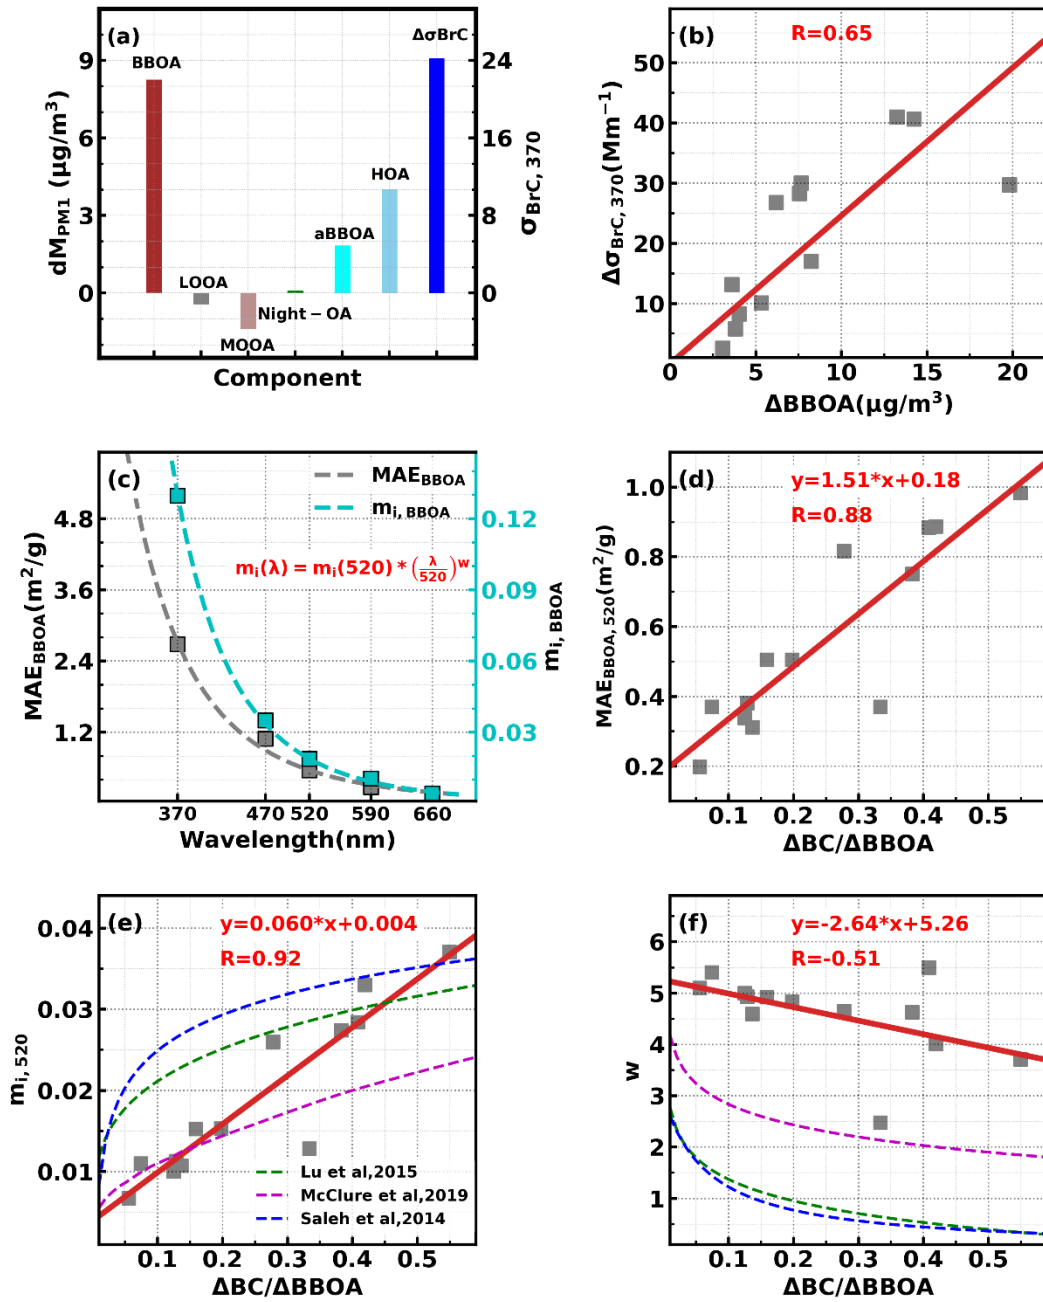 (a)
ΔσBrC
BBOA
LOOA
MOOA
Night−OA
aBBOA
HOA
9
6
3
0
24
16
8
0
dM_PM1 (μg/m³)
σ_BrC, 370
Component
(b)
R=0.65
50
40
30
20
10
0 5 10 15 20
Δσ_BrC, 370(Mm⁻¹)
ΔBBOA(μg/m³)
(c)
MAE_BBOA
m_i, BBOA
m_i(λ) = m_i(520) * (λ/520)^w
4.8
3.6
2.4
1.2
0.12
0.09
0.06
0.03
370 470 520 590 660
MAE_BBOA(m²/g)
m_i, BBOA
Wavelength(nm)
(d)
y=1.51*x+0.18
R=0.88
1.0
0.8
0.6
0.4
0.2
0.1 0.2 0.3 0.4 0.5
MAE_BBOA, 520(m²/g)
ΔBC/ΔBBOA
(e)
y=0.060*x+0.004
R=0.92
0.04
0.03
0.02
0.01
Lu et al,2015
McClure et al,2019
Saleh et al,2014
0.1 0.2 0.3 0.4 0.5
m_i, 520
ΔBC/ΔBBOA
(f)
y=-2.64*x+5.26
R=-0.51
6
5
4
3
2
1
0.1 0.2 0.3 0.4 0.5
w
ΔBC/ΔBBOA